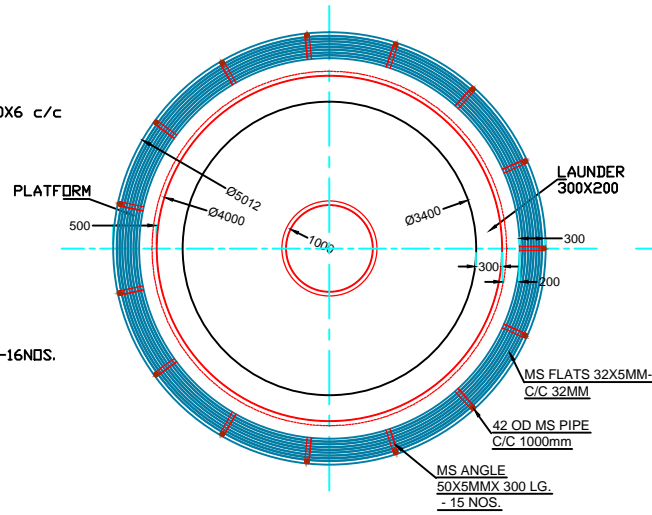 0X6 c/c
PLATFORM
500
Ø5012
Ø4000
1000
Ø3400
LAUNDER
300X200
300
300
200
-16NOS.
MS FLATS 32X5MM-
C/C 32MM
42 OD MS PIPE
C/C 1000mm
MS ANGLE
50X5MMX 300 LG.
- 15 NOS.